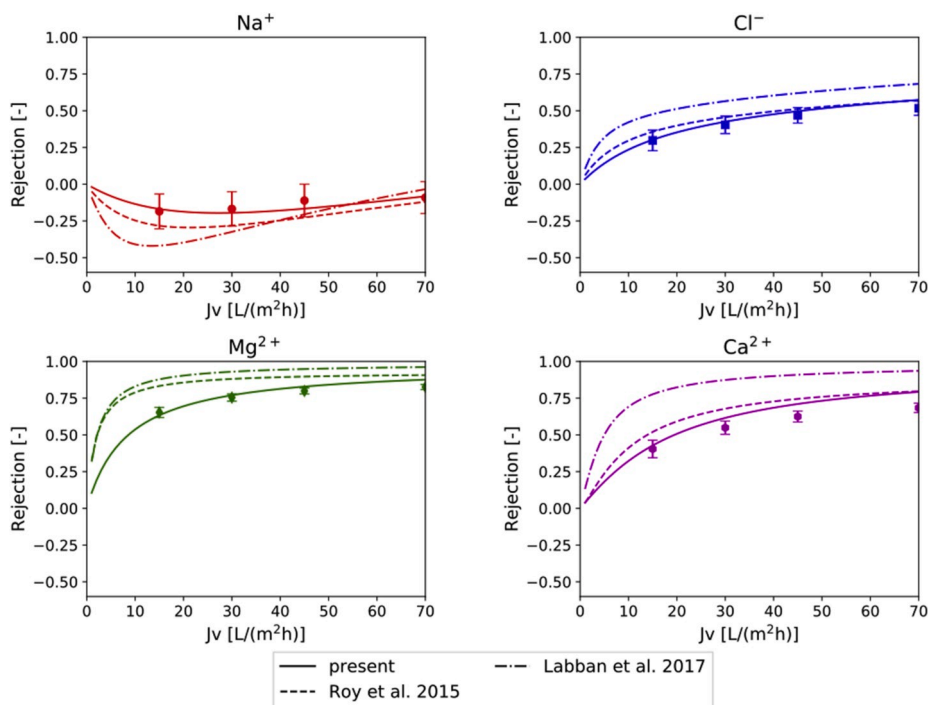 Na⁺
1.00
0.75
0.50
0.25
0.00
−0.25
−0.50
Rejection [-]
0 10 20 30 40 50 60 70
Jv [L/(m²h)]
Cl⁻
1.00
0.75
0.50
0.25
0.00
−0.25
−0.50
Rejection [-]
0 10 20 30 40 50 60 70
Jv [L/(m²h)]
Mg²⁺
1.00
0.75
0.50
0.25
0.00
−0.25
−0.50
Rejection [-]
0 10 20 30 40 50 60 70
Jv [L/(m²h)]
Ca²⁺
1.00
0.75
0.50
0.25
0.00
−0.25
−0.50
Rejection [-]
0 10 20 30 40 50 60 70
Jv [L/(m²h)]
present
Roy et al. 2015
Labban et al. 2017